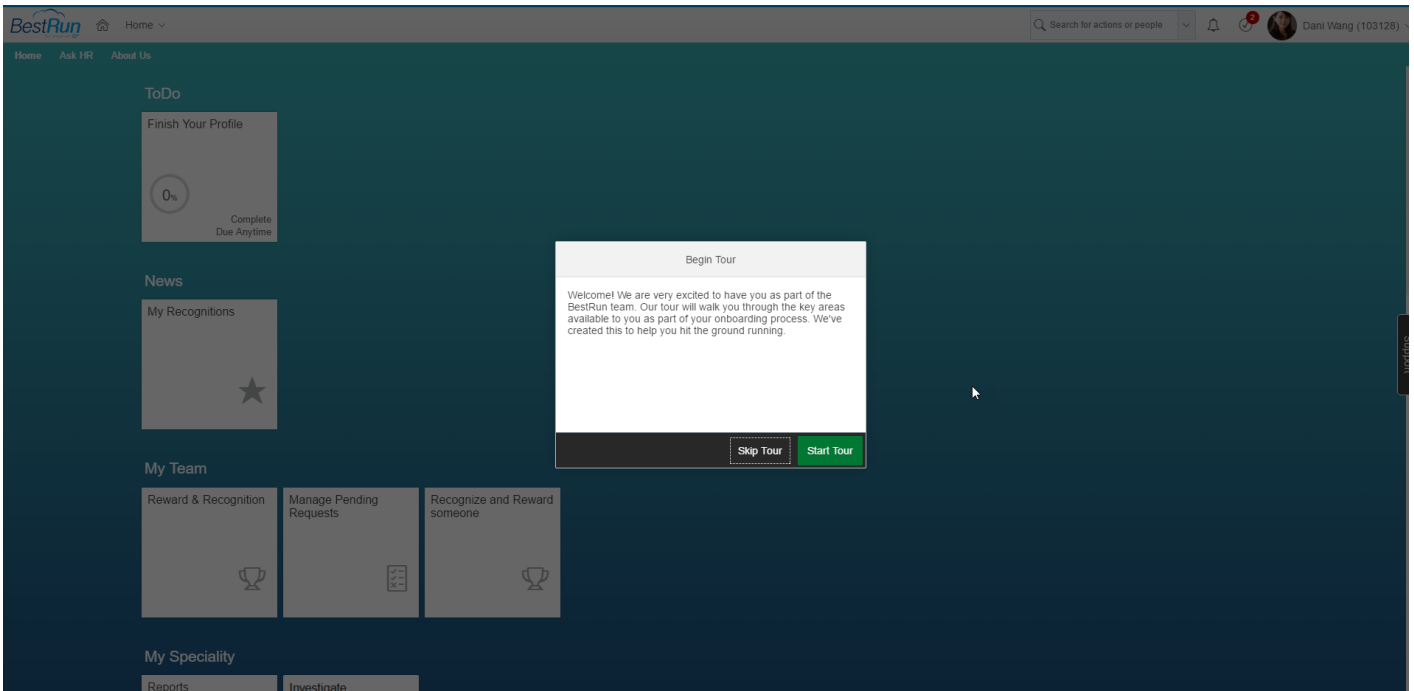 BestRun
Home
Search for actions or people
2
Dani Wang (103128)
Home Ask HR About Us
ToDo
Finish Your Profile
0%
Complete
Due Anytime
News
My Recognitions
Begin Tour
Welcome! We are very excited to have you as part of the
BestRun team. Our tour will walk you through the key areas
available to you as part of your onboarding process. We've
created this to help you hit the ground running.
Skip Tour
Start Tour
Support
My Team
Reward & Recognition
Manage Pending
Requests
Recognize and Reward
someone
My Speciality
Reports
Investigate